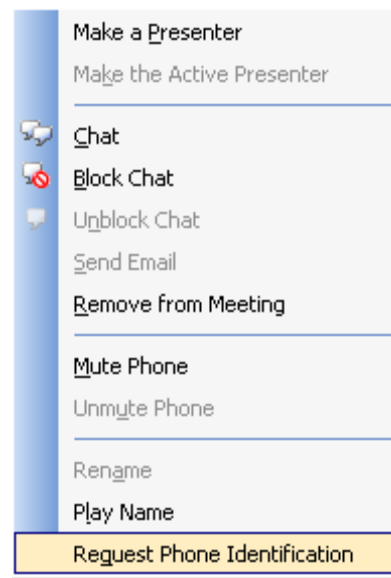 Make a Presenter
Make the Active Presenter
Chat
Block Chat
Unblock Chat
Send Email
Remove from Meeting
Mute Phone
Unmute Phone
Rename
Play Name
Request Phone Identification